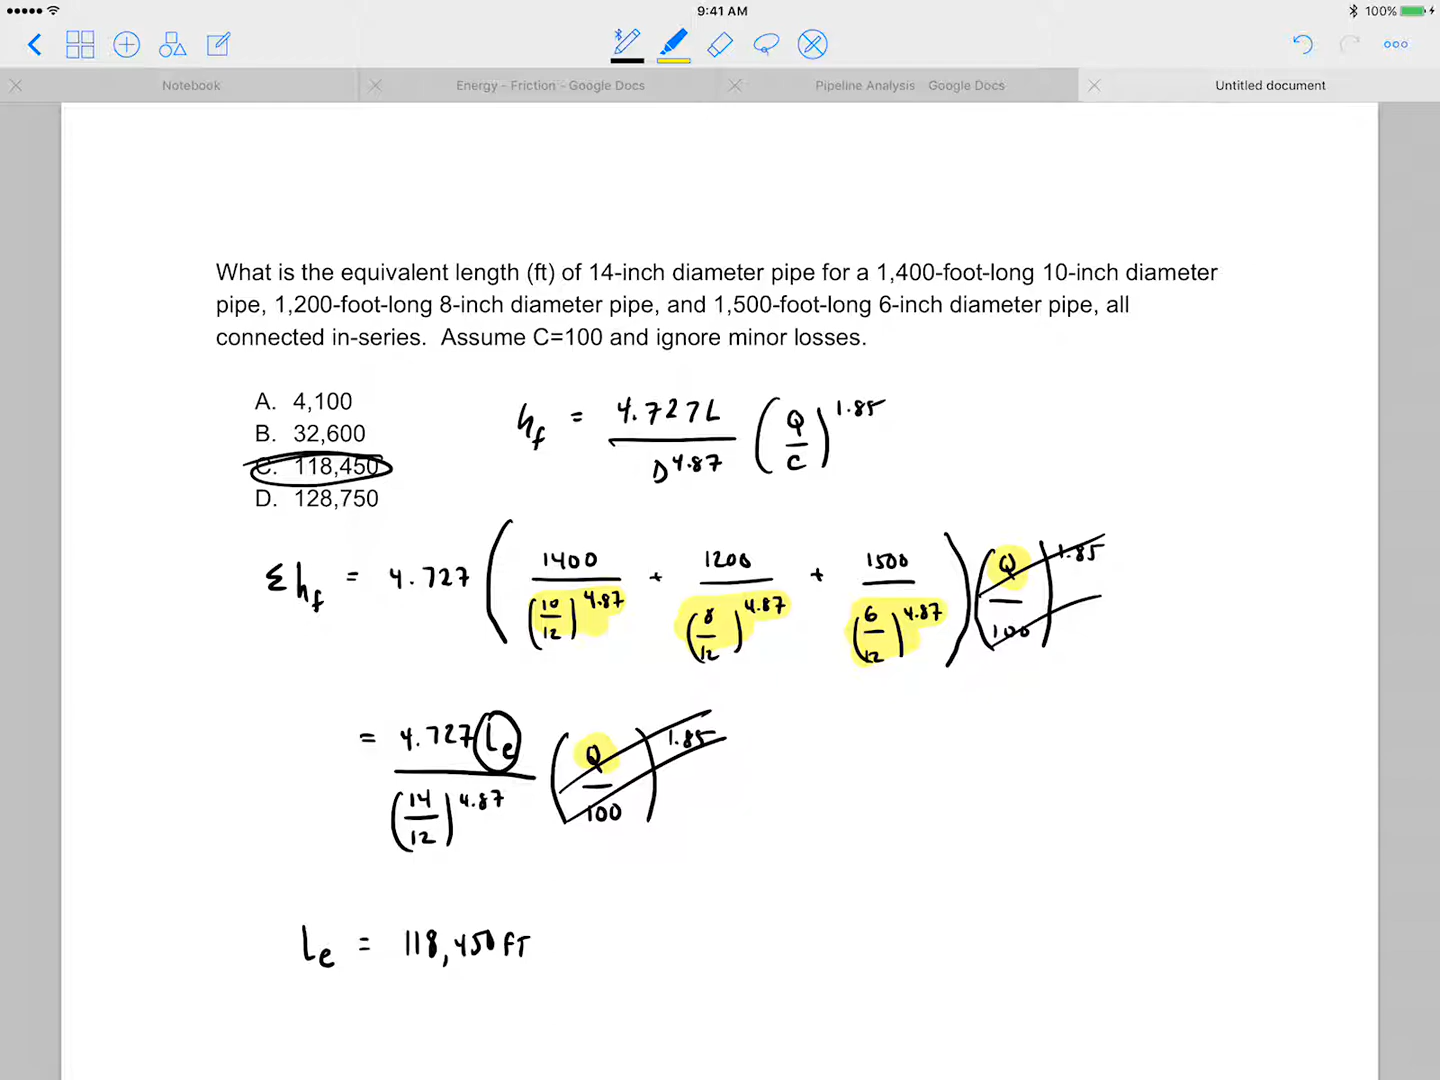 9:41 AM
100%
Notebook
Energy - Friction - Google Docs
Pipeline Analysis Google Docs
Untitled document
What is the equivalent length (ft) of 14-inch diameter pipe for a 1,400-foot-long 10-inch diameter
pipe, 1,200-foot-long 8-inch diameter pipe, and 1,500-foot-long 6-inch diameter pipe, all
connected in-series. Assume C=100 and ignore minor losses.
A. 4,100
B. 32,600
C. 118,450
D. 128,750
hf = 4.727L / D^4.87 (Q/C)^1.85
Σhf = 4.727 (1400/(10/12)^4.87 + 1200/(8/12)^4.87 + 1500/(6/12)^4.87) (Q/100)^1.85
= 4.727Le / (14/12)^4.87 (Q/100)^1.85
Le = 118,450 FT